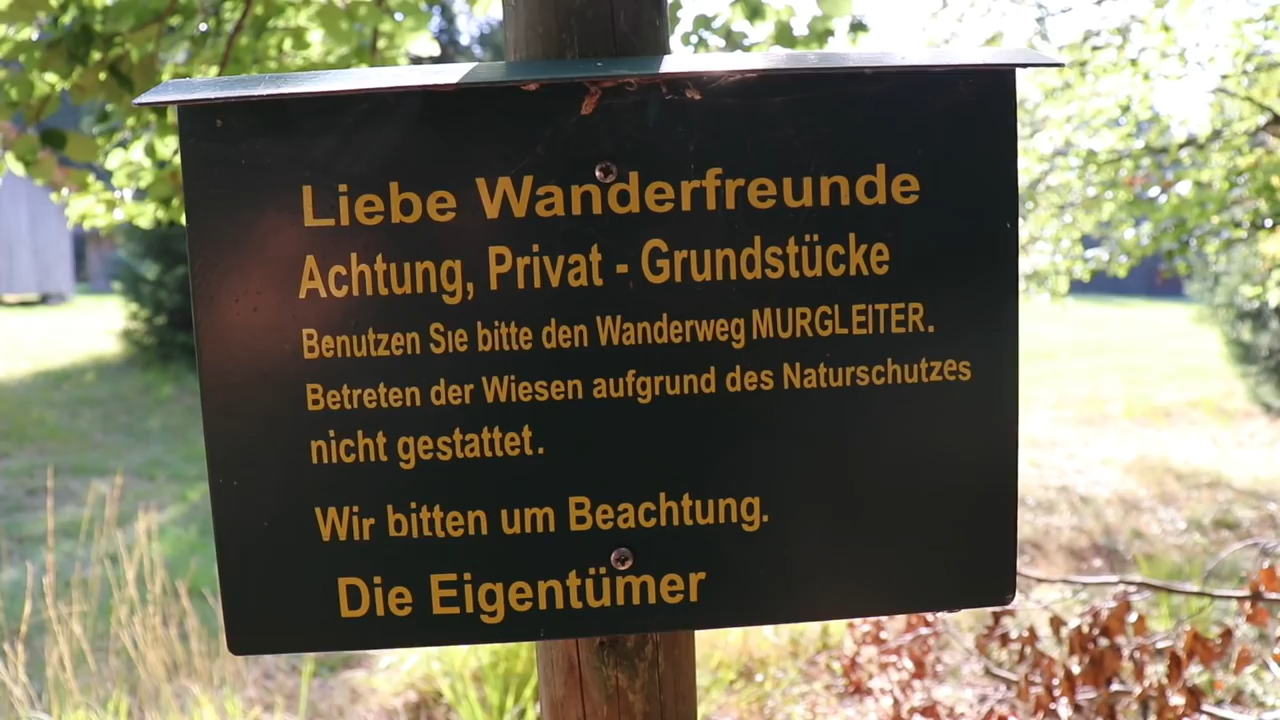 Liebe Wanderfreunde
Achtung, Privat - Grundstücke
Benutzen Sie bitte den Wanderweg MURGLEITER.
Betreten der Wiesen aufgrund des Naturschutzes
nicht gestattet.
Wir bitten um Beachtung.
Die Eigentümer